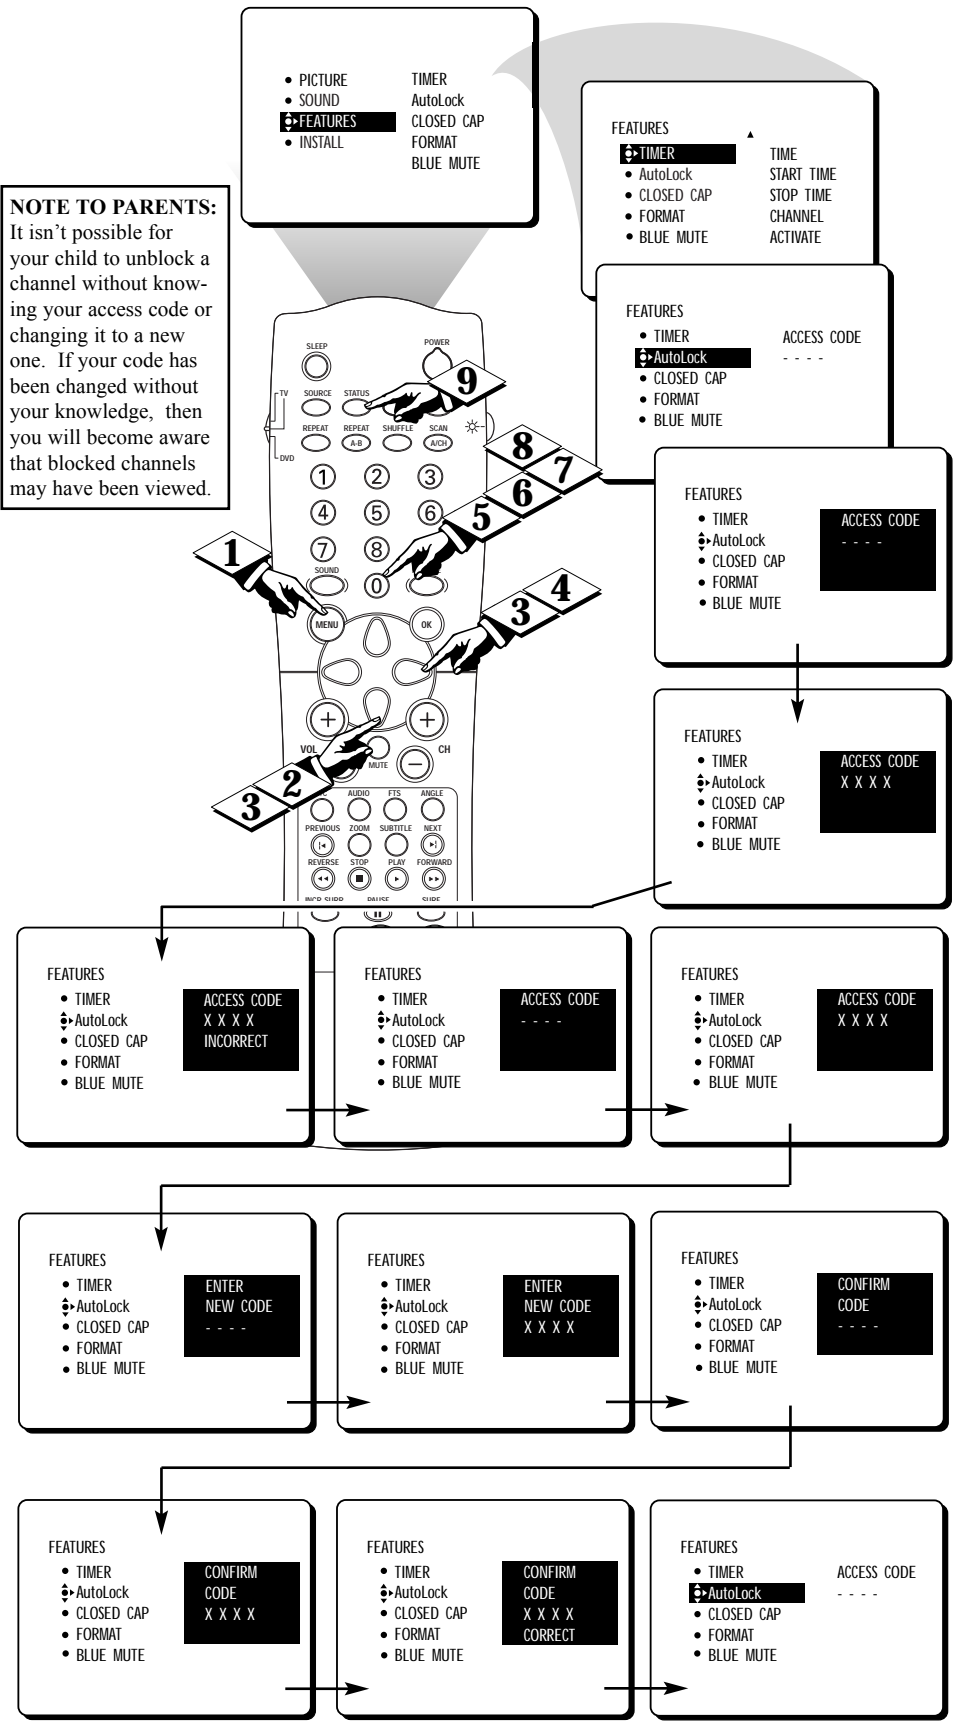 PICTURE TIMER
SOUND AutoLock
FEATURES CLOSED CAP
INSTALL FORMAT
BLUE MUTE
FEATURES
TIMER TIME
AutoLock START TIME
CLOSED CAP STOP TIME
FORMAT CHANNEL
BLUE MUTE ACTIVATE
NOTE TO PARENTS:
It isn't possible for
your child to unblock a
channel without know-
ing your access code or
changing it to a new
one. If your code has
been changed without
your knowledge, then
you will become aware
that blocked channels
may have been viewed.
FEATURES
TIMER ACCESS CODE
AutoLock - - - -
CLOSED CAP
FORMAT
BLUE MUTE
SLEEP POWER
TV SOURCE STATUS 9
REPEAT REPEAT SHUFFLE SCAN
A-B A/CH
DVD
8
1 2 3 7
4 5 6 5 6
7 8
1
SOUND 0
MENU OK
3 4
VOL MUTE CH
3 2
AUDIO FTS ANGLE
PREVIOUS ZOOM SUBTITLE NEXT
REVERSE STOP PLAY FORWARD
INCR.SURR. PAUSE SURF
FEATURES
TIMER ACCESS CODE
AutoLock - - - -
CLOSED CAP
FORMAT
BLUE MUTE
FEATURES
TIMER ACCESS CODE
AutoLock X X X X
CLOSED CAP
FORMAT
BLUE MUTE
FEATURES
TIMER ACCESS CODE
AutoLock X X X X
CLOSED CAP INCORRECT
FORMAT
BLUE MUTE
FEATURES
TIMER ACCESS CODE
AutoLock - - - -
CLOSED CAP
FORMAT
BLUE MUTE
FEATURES
TIMER ACCESS CODE
AutoLock X X X X
CLOSED CAP
FORMAT
BLUE MUTE
FEATURES
TIMER ENTER
AutoLock NEW CODE
CLOSED CAP - - - -
FORMAT
BLUE MUTE
FEATURES
TIMER ENTER
AutoLock NEW CODE
CLOSED CAP X X X X
FORMAT
BLUE MUTE
FEATURES
TIMER CONFIRM
AutoLock CODE
CLOSED CAP - - - -
FORMAT
BLUE MUTE
FEATURES
TIMER CONFIRM
AutoLock CODE
CLOSED CAP X X X X
FORMAT
BLUE MUTE
FEATURES
TIMER CONFIRM
AutoLock CODE
CLOSED CAP X X X X
FORMAT CORRECT
BLUE MUTE
FEATURES
TIMER ACCESS CODE
AutoLock - - - -
CLOSED CAP
FORMAT
BLUE MUTE